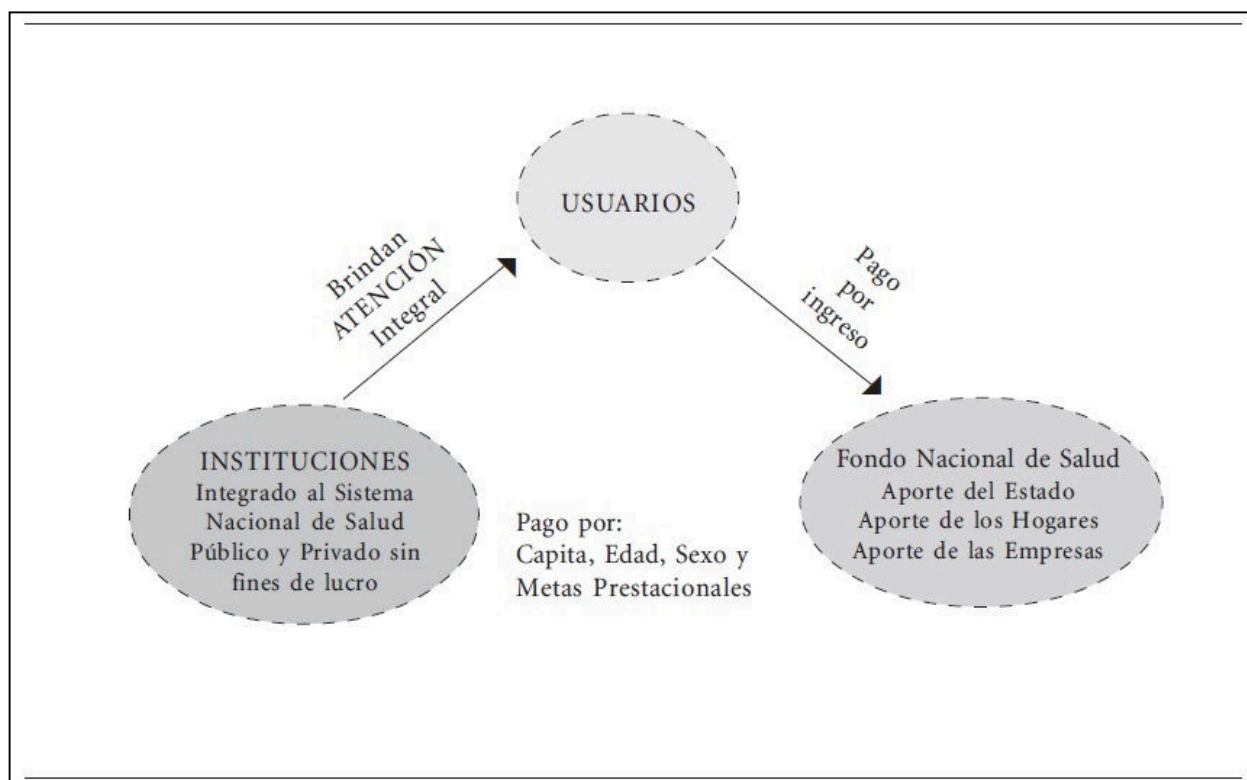 USUARIOS
Brindan
ATENCIÓN
Integral
Pago
por
ingreso
INSTITUCIONES
Integrado al Sistema
Nacional de Salud
Público y Privado sin
fines de lucro
Pago por:
Capita, Edad, Sexo y
Metas Prestacionales
Fondo Nacional de Salud
Aporte del Estado
Aporte de los Hogares
Aporte de las Empresas